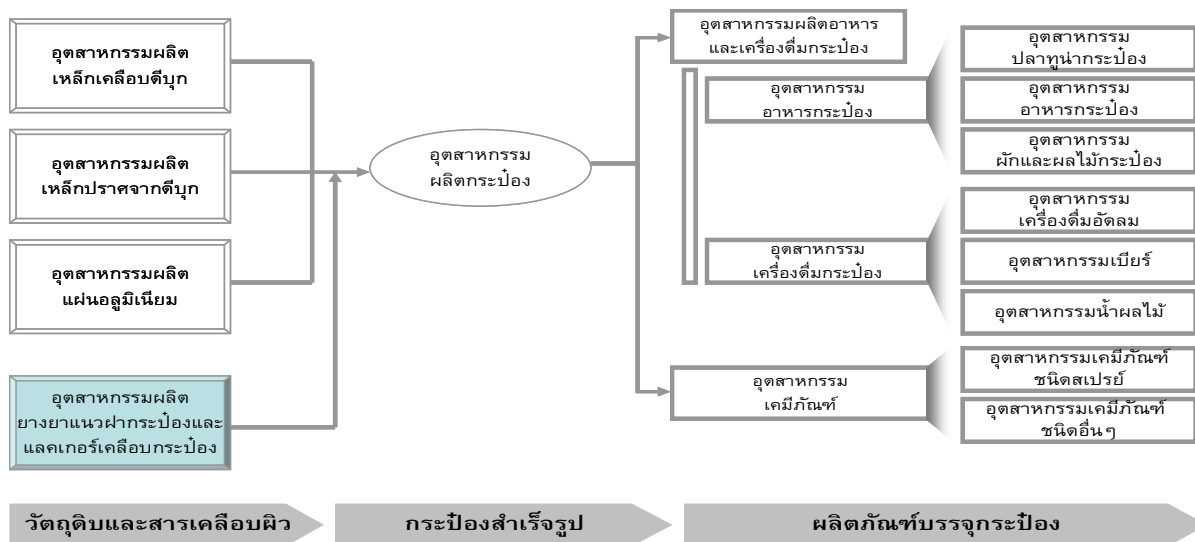 อุตสาหกรรมผลิต
เหล็กเคลือบดีบุก
อุตสาหกรรมผลิต
เหล็กปราศจากดีบุก
อุตสาหกรรมผลิต
แผ่นอลูมิเนียม
อุตสาหกรรมผลิต
ยางยาแนวฝากระป๋องและ
แลคเกอร์เคลือบกระป๋อง
อุตสาหกรรม
ผลิตกระป๋อง
อุตสาหกรรมผลิตอาหาร
และเครื่องดื่มกระป๋อง
อุตสาหกรรม
อาหารกระป๋อง
อุตสาหกรรม
ปลาทูน่ากระป๋อง
อุตสาหกรรม
อาหารกระป๋อง
อุตสาหกรรม
ผักและผลไม้กระป๋อง
อุตสาหกรรม
เครื่องดื่มกระป๋อง
อุตสาหกรรม
เครื่องดื่มอัดลม
อุตสาหกรรมเบียร์
อุตสาหกรรมน้ำผลไม้
อุตสาหกรรม
เคมีภัณฑ์
อุตสาหกรรมเคมีภัณฑ์
ชนิดสเปรย์
อุตสาหกรรมเคมีภัณฑ์
ชนิดอื่นๆ
วัตถุดิบและสารเคลือบผิว
กระป๋องสำเร็จรูป
ผลิตภัณฑ์บรรจุกระป๋อง